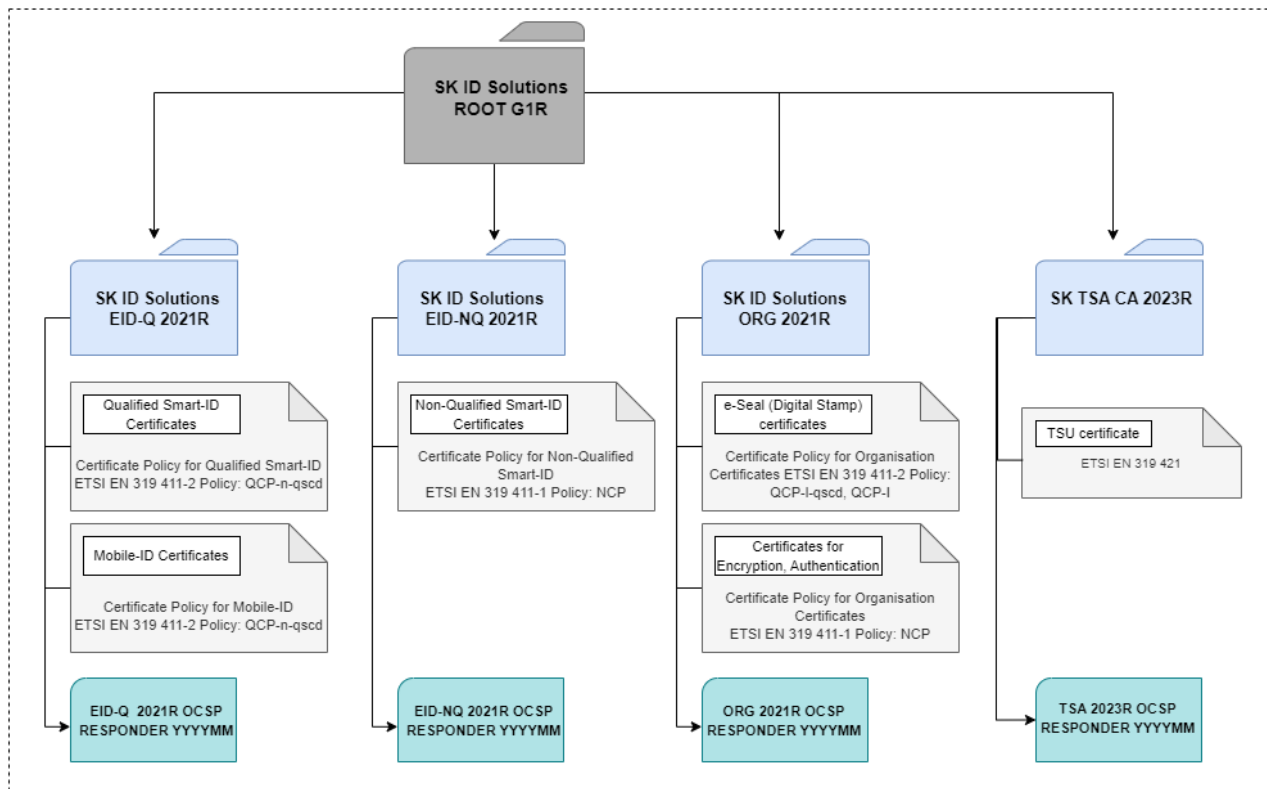 SK ID Solutions
ROOT G1R
SK ID Solutions
EID-Q 2021R
SK ID Solutions
EID-NQ 2021R
SK ID Solutions
ORG 2021R
SK TSA CA 2023R
Qualified Smart-ID
Certificates
Certificate Policy for Qualified Smart-ID
ETSI EN 319 411-2 Policy: QCP-n-qscd
Non-Qualified Smart-ID
Certificates
Certificate Policy for Non-Qualified
Smart-ID
ETSI EN 319 411-1 Policy: NCP
e-Seal (Digital Stamp)
certificates
Certificate Policy for Organisation
Certificates ETSI EN 319 411-2 Policy:
QCP-l-qscd, QCP-l
TSU certificate
ETSI EN 319 421
Mobile-ID Certificates
Certificate Policy for Mobile-ID
ETSI EN 319 411-2 Policy: QCP-n-qscd
Certificates for
Encryption, Authentication
Certificate Policy for Organisation
Certificates
ETSI EN 319 411-1 Policy: NCP
EID-Q 2021R OCSP
RESPONDER YYYYMM
EID-NQ 2021R OCSP
RESPONDER YYYYMM
ORG 2021R OCSP
RESPONDER YYYYMM
TSA 2023R OCSP
RESPONDER YYYYMM